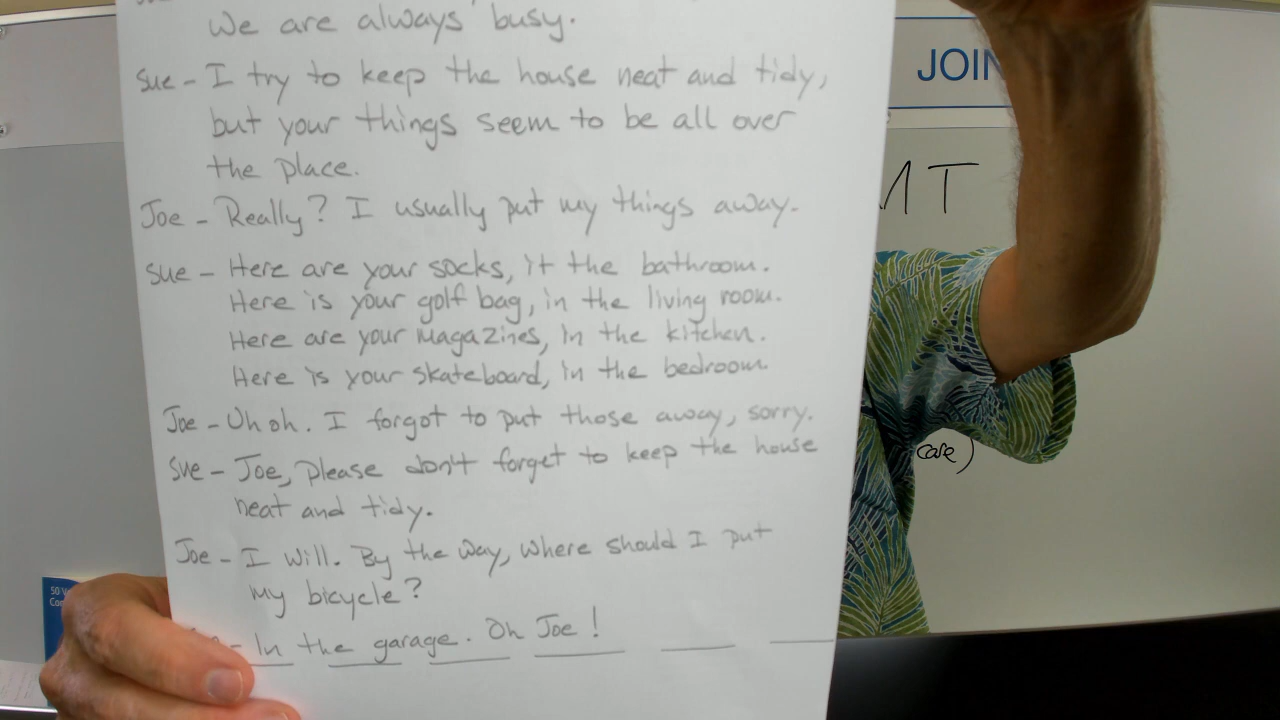 We are always busy.
Sue - I try to keep the house neat and tidy,
but your things seem to be all over
the place.
Joe - Really? I usually put my things away.
Sue - Here are your socks, it the bathroom.
Here is your golf bag, in the living room.
Here are your magazines, in the kitchen.
Here is your skateboard, in the bedroom.
Joe - Uh oh. I forgot to put those away, sorry.
Sue - Joe, please don't forget to keep the house
neat and tidy.
Joe - I will. By the way, where should I put
my bicycle?
- In the garage. Oh Joe!
JOIN
MT
care)
50